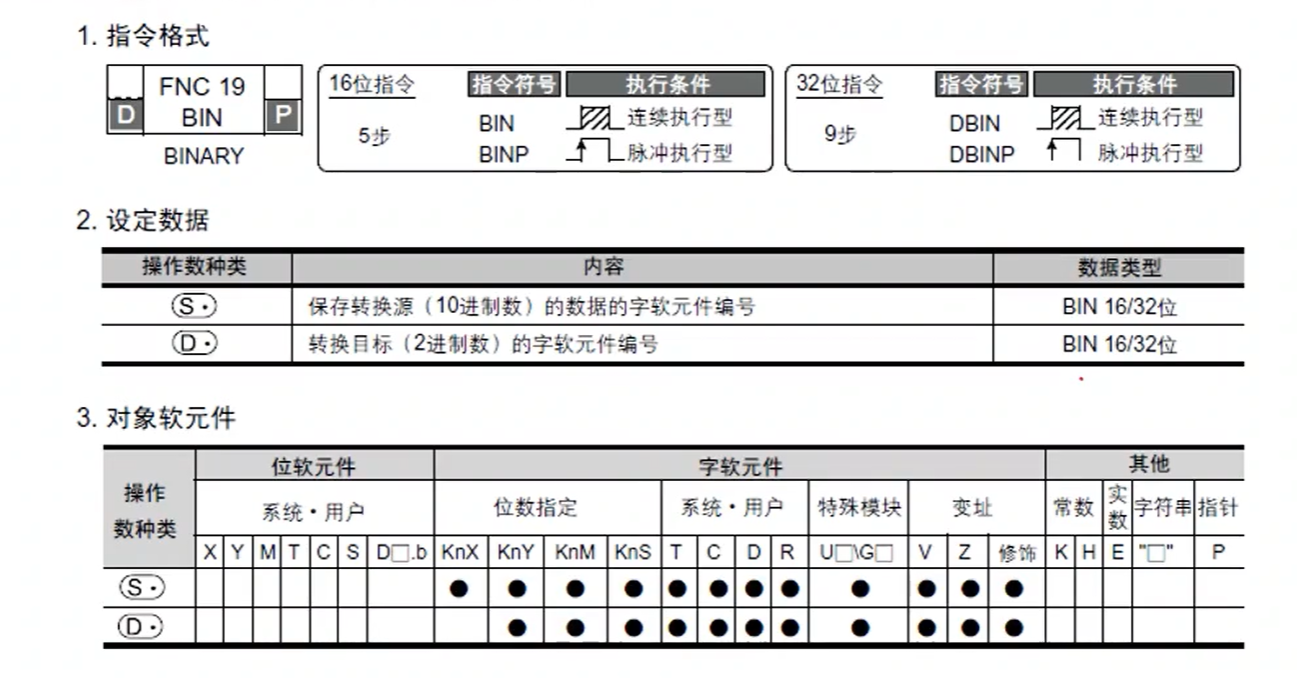 1. 指令格式
D FNC 19 BIN P
BINARY
16位指令 指令符号 执行条件
5步
BIN 连续执行型
BINP 脉冲执行型
32位指令 指令符号 执行条件
9步
DBIN 连续执行型
DBINP 脉冲执行型
2. 设定数据
操作数种类 内容 数据类型
S· 保存转换源（10进制数）的数据的字软元件编号 BIN 16/32位
D· 转换目标（2进制数）的字软元件编号 BIN 16/32位
3. 对象软元件
操作数种类 位软元件 字软元件 其他
系统·用户 位数指定 系统·用户 特殊模块 变址 常数 实数 字符串 指针
X Y M T C S D□.b KnX KnY KnM KnS T C D R U□\G□ V Z 修饰 K H E "□" P
S· ● ● ● ● ● ● ● ● ● ● ● ●
D· ● ● ● ● ● ● ● ● ● ● ●